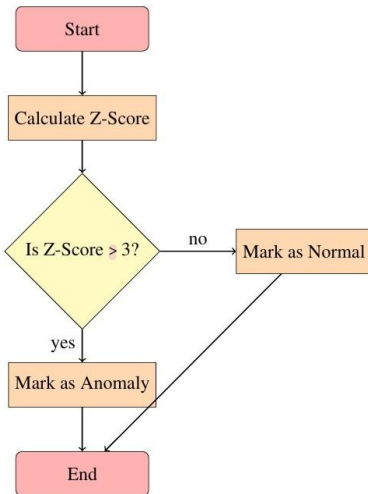 Start
Calculate Z-Score
Is Z-Score > 3?
no
Mark as Normal
yes
Mark as Anomaly
End